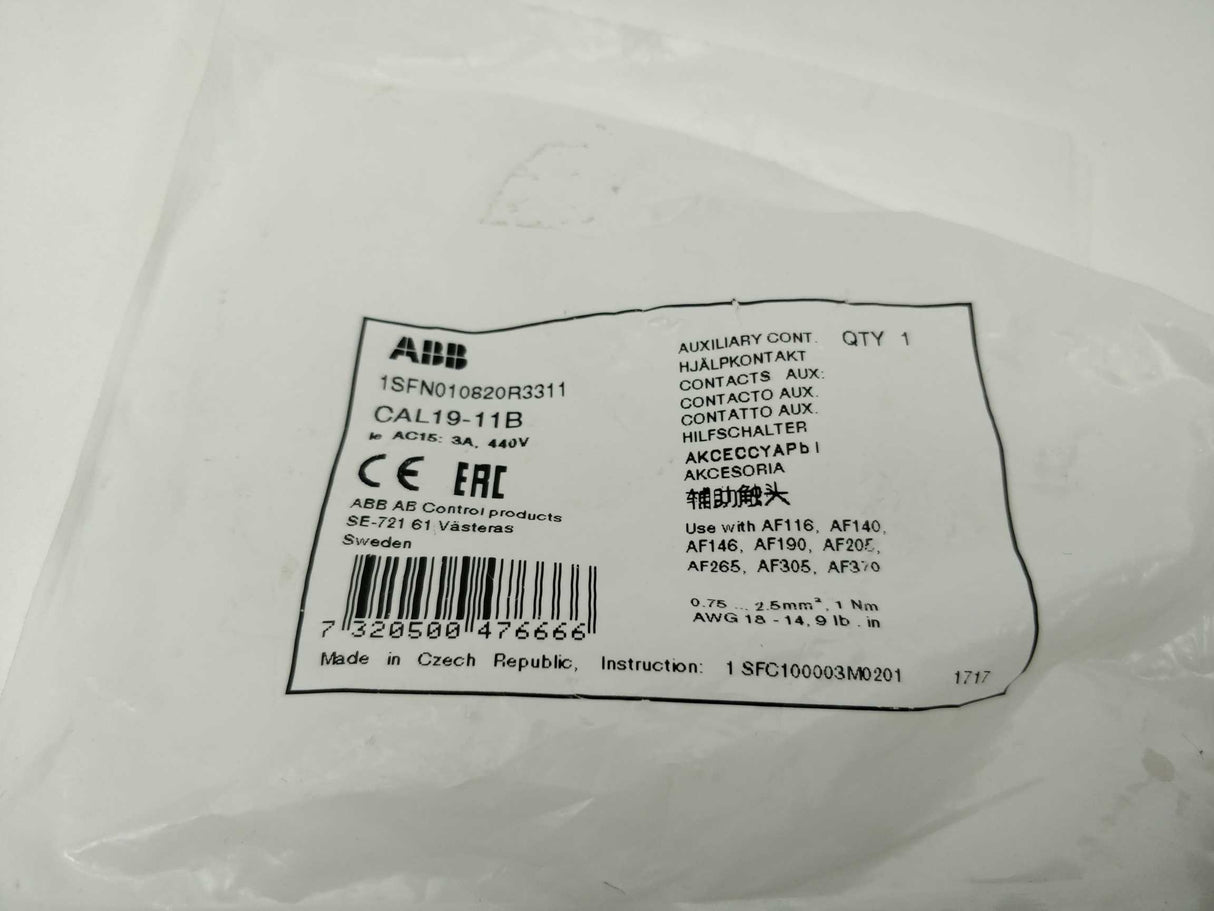 ABB
1SFN010820R3311
CAL19-11B
Ie AC15: 3A, 440V
CE EAC
ABB AB Control products
SE-721 61 Västeras
Sweden
7 320500 476666
AUXILIARY CONT. QTY 1
HJÄLPKONTAKT
CONTACTS AUX:
CONTACTO AUX.
CONTATTO AUX.
HILFSCHALTER
AKCECCYAPЫ
AKCESORIA
辅助触头
Use with AF116, AF140,
AF146, AF190, AF205,
AF265, AF305, AF370
0.75 ... 2.5mm², 1 Nm
AWG 18 - 14, 9 lb . in
Made in Czech Republic, Instruction: 1SFC100003M0201 1717